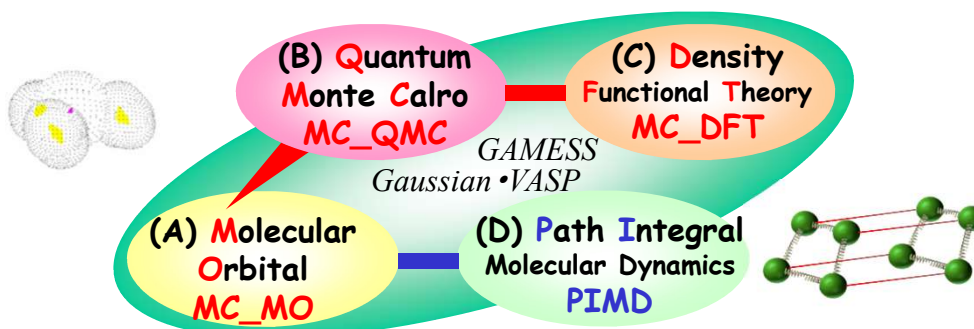 (B) Quantum
Monte Calro
MC_QMC
(C) Density
Functional Theory
MC_DFT
GAMESS
Gaussian •VASP
(A) Molecular
Orbital
MC_MO
(D) Path Integral
Molecular Dynamics
PIMD